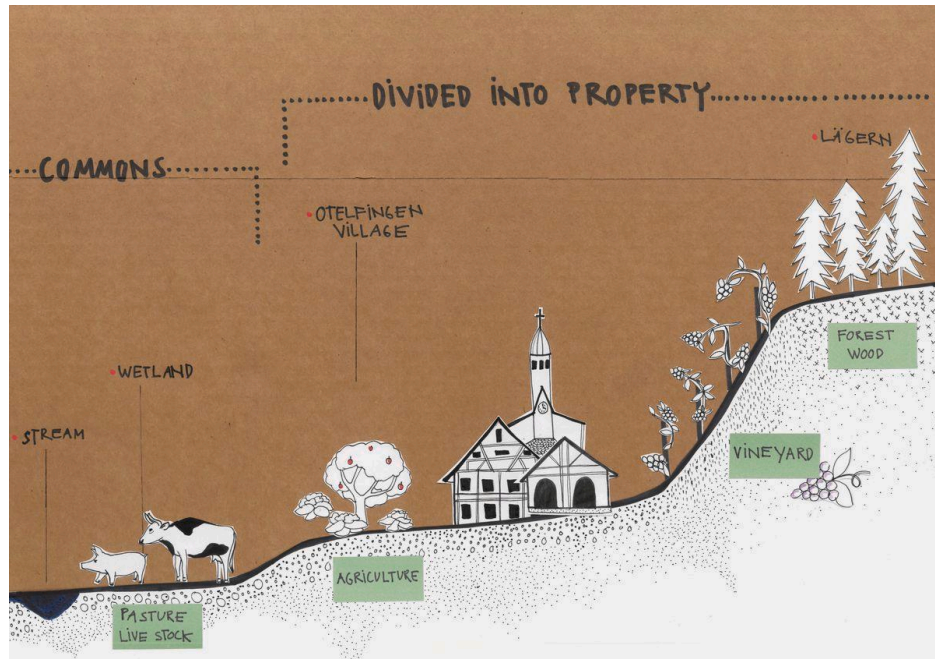 DIVIDED INTO PROPERTY
LÄGERN
COMMONS
OTELFINGEN
VILLAGE
FOREST
WOOD
WETLAND
STREAM
VINEYARD
AGRICULTURE
PASTURE
LIVE STOCK